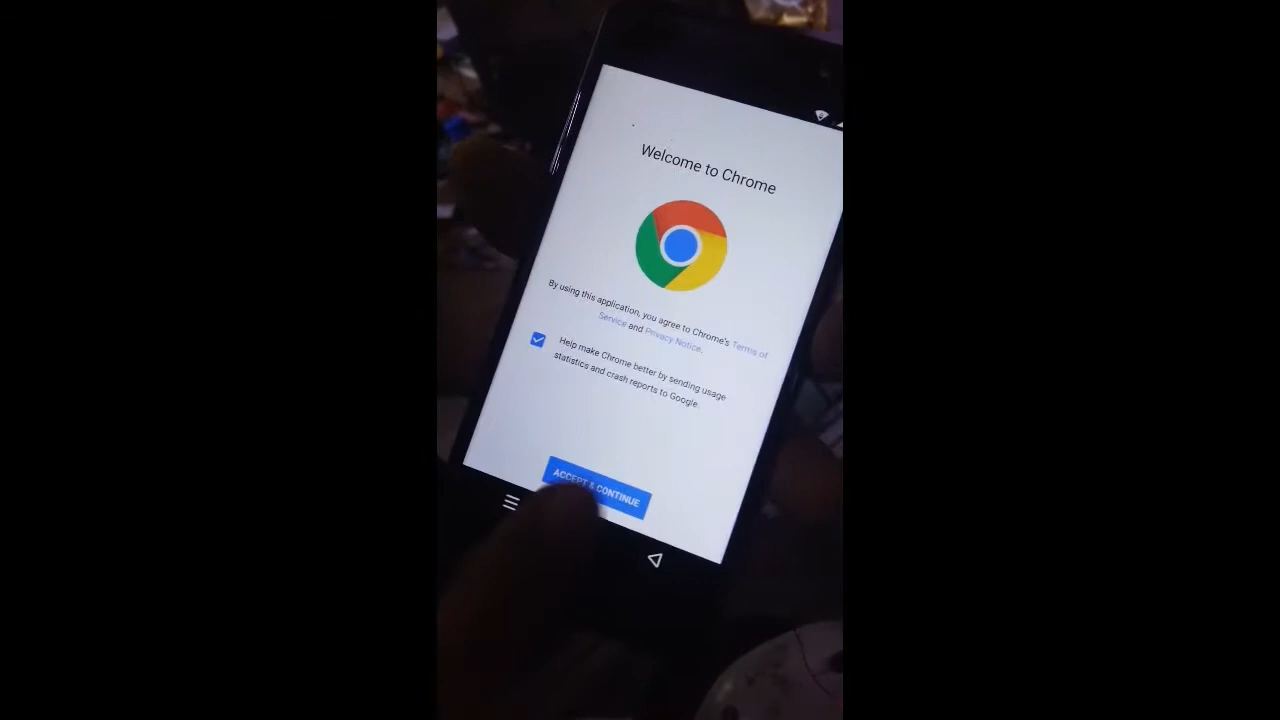 Welcome to Chrome
By using this application, you agree to Chrome's Terms of
Service and Privacy Notice.
Help make Chrome better by sending usage
statistics and crash reports to Google.
ACCEPT & CONTINUE